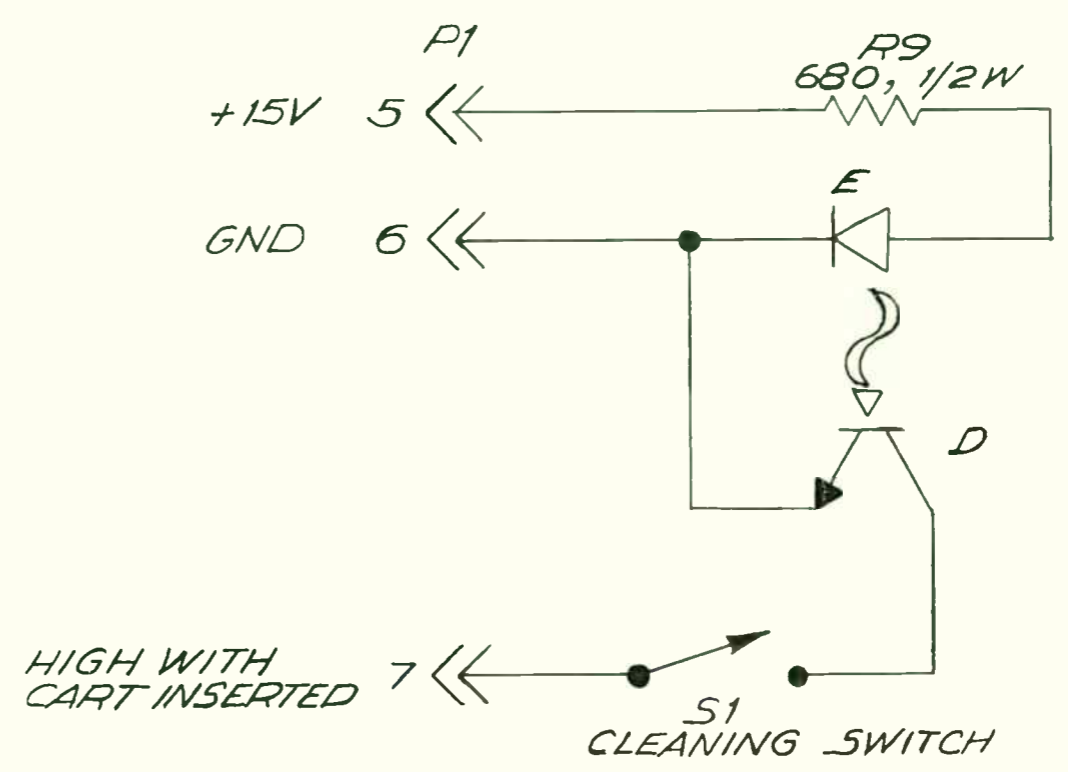 P1
R9
680, 1/2W
+15V 5
E
GND 6
D
HIGH WITH
CART INSERTED 7
S1
CLEANING SWITCH